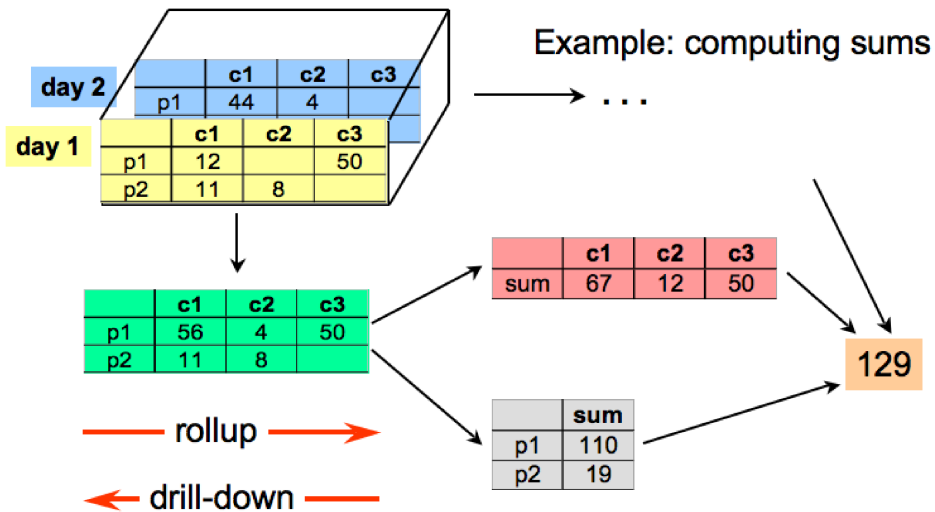 Example: computing sums
day 2
c1 c2 c3
p1 44 4
. . .
day 1
c1 c2 c3
p1 12 50
p2 11 8
c1 c2 c3
sum 67 12 50
c1 c2 c3
p1 56 4 50
p2 11 8
129
sum
p1 110
p2 19
rollup
drill-down